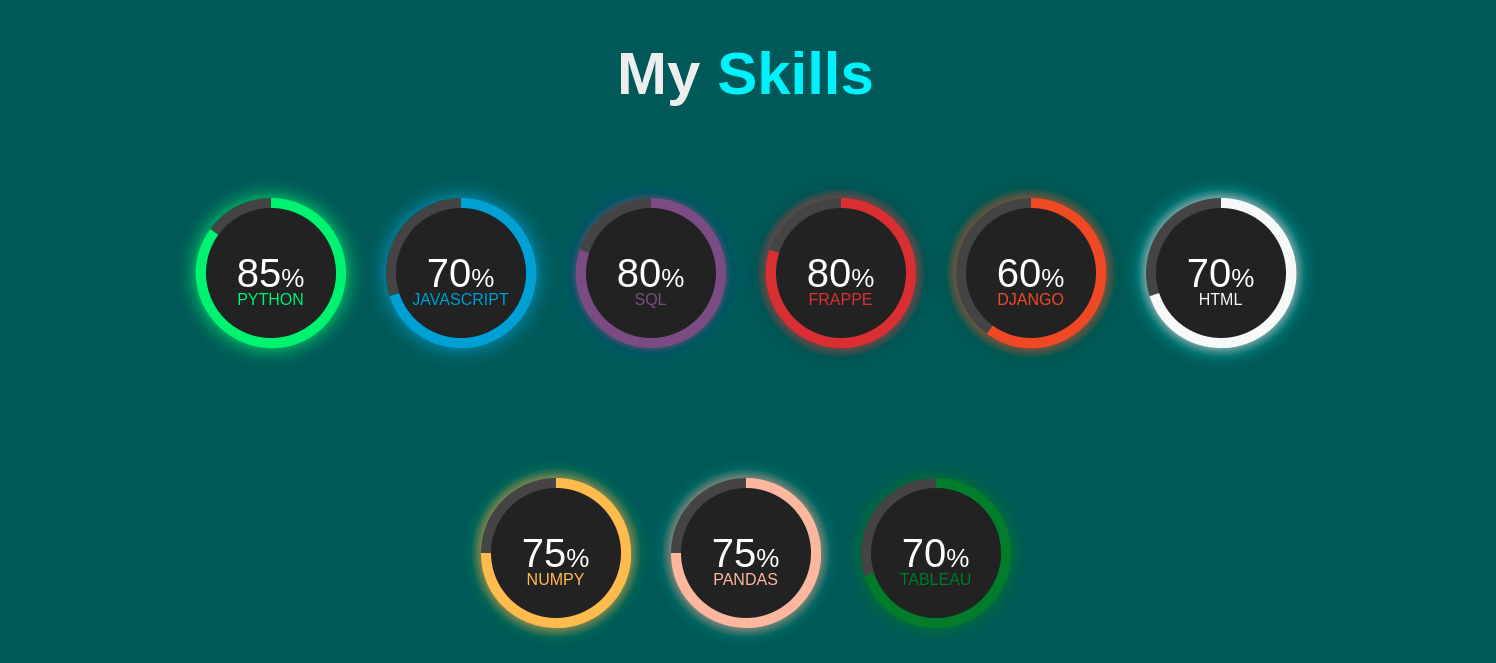 My Skills
85% 70% 80% 80% 60% 70%
PYTHON JAVASCRIPT SQL FRAPPE DJANGO HTML
75% 75% 70%
NUMPY PANDAS TABLEAU